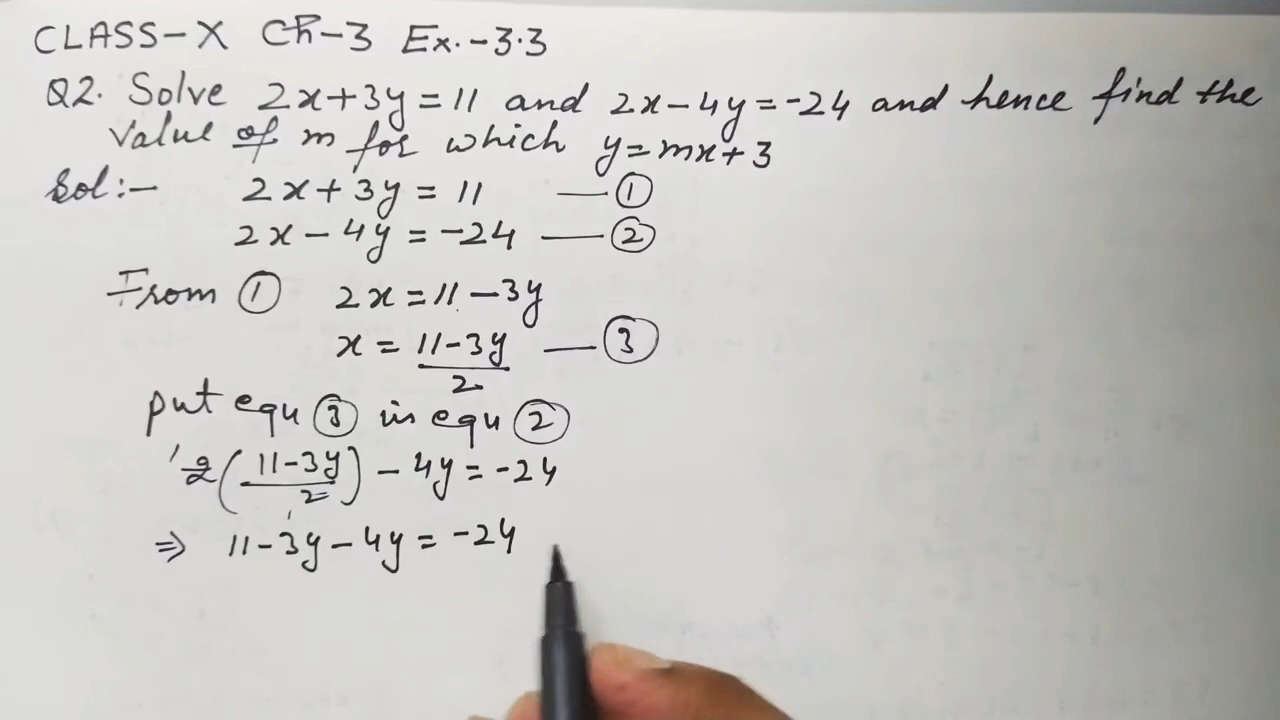 CLASS-X Ch-3 Ex.-3.3
Q2. Solve 2x+3y=11 and 2x-4y=-24 and hence find the
value of m for which y=mx+3
Sol:- 2x+3y=11 —①
2x-4y=-24 —②
From ① 2x=11-3y
x=(11-3y)/2 —③
put equ ③ in equ ②
2((11-3y)/2)-4y=-24
⇒ 11-3y-4y=-24